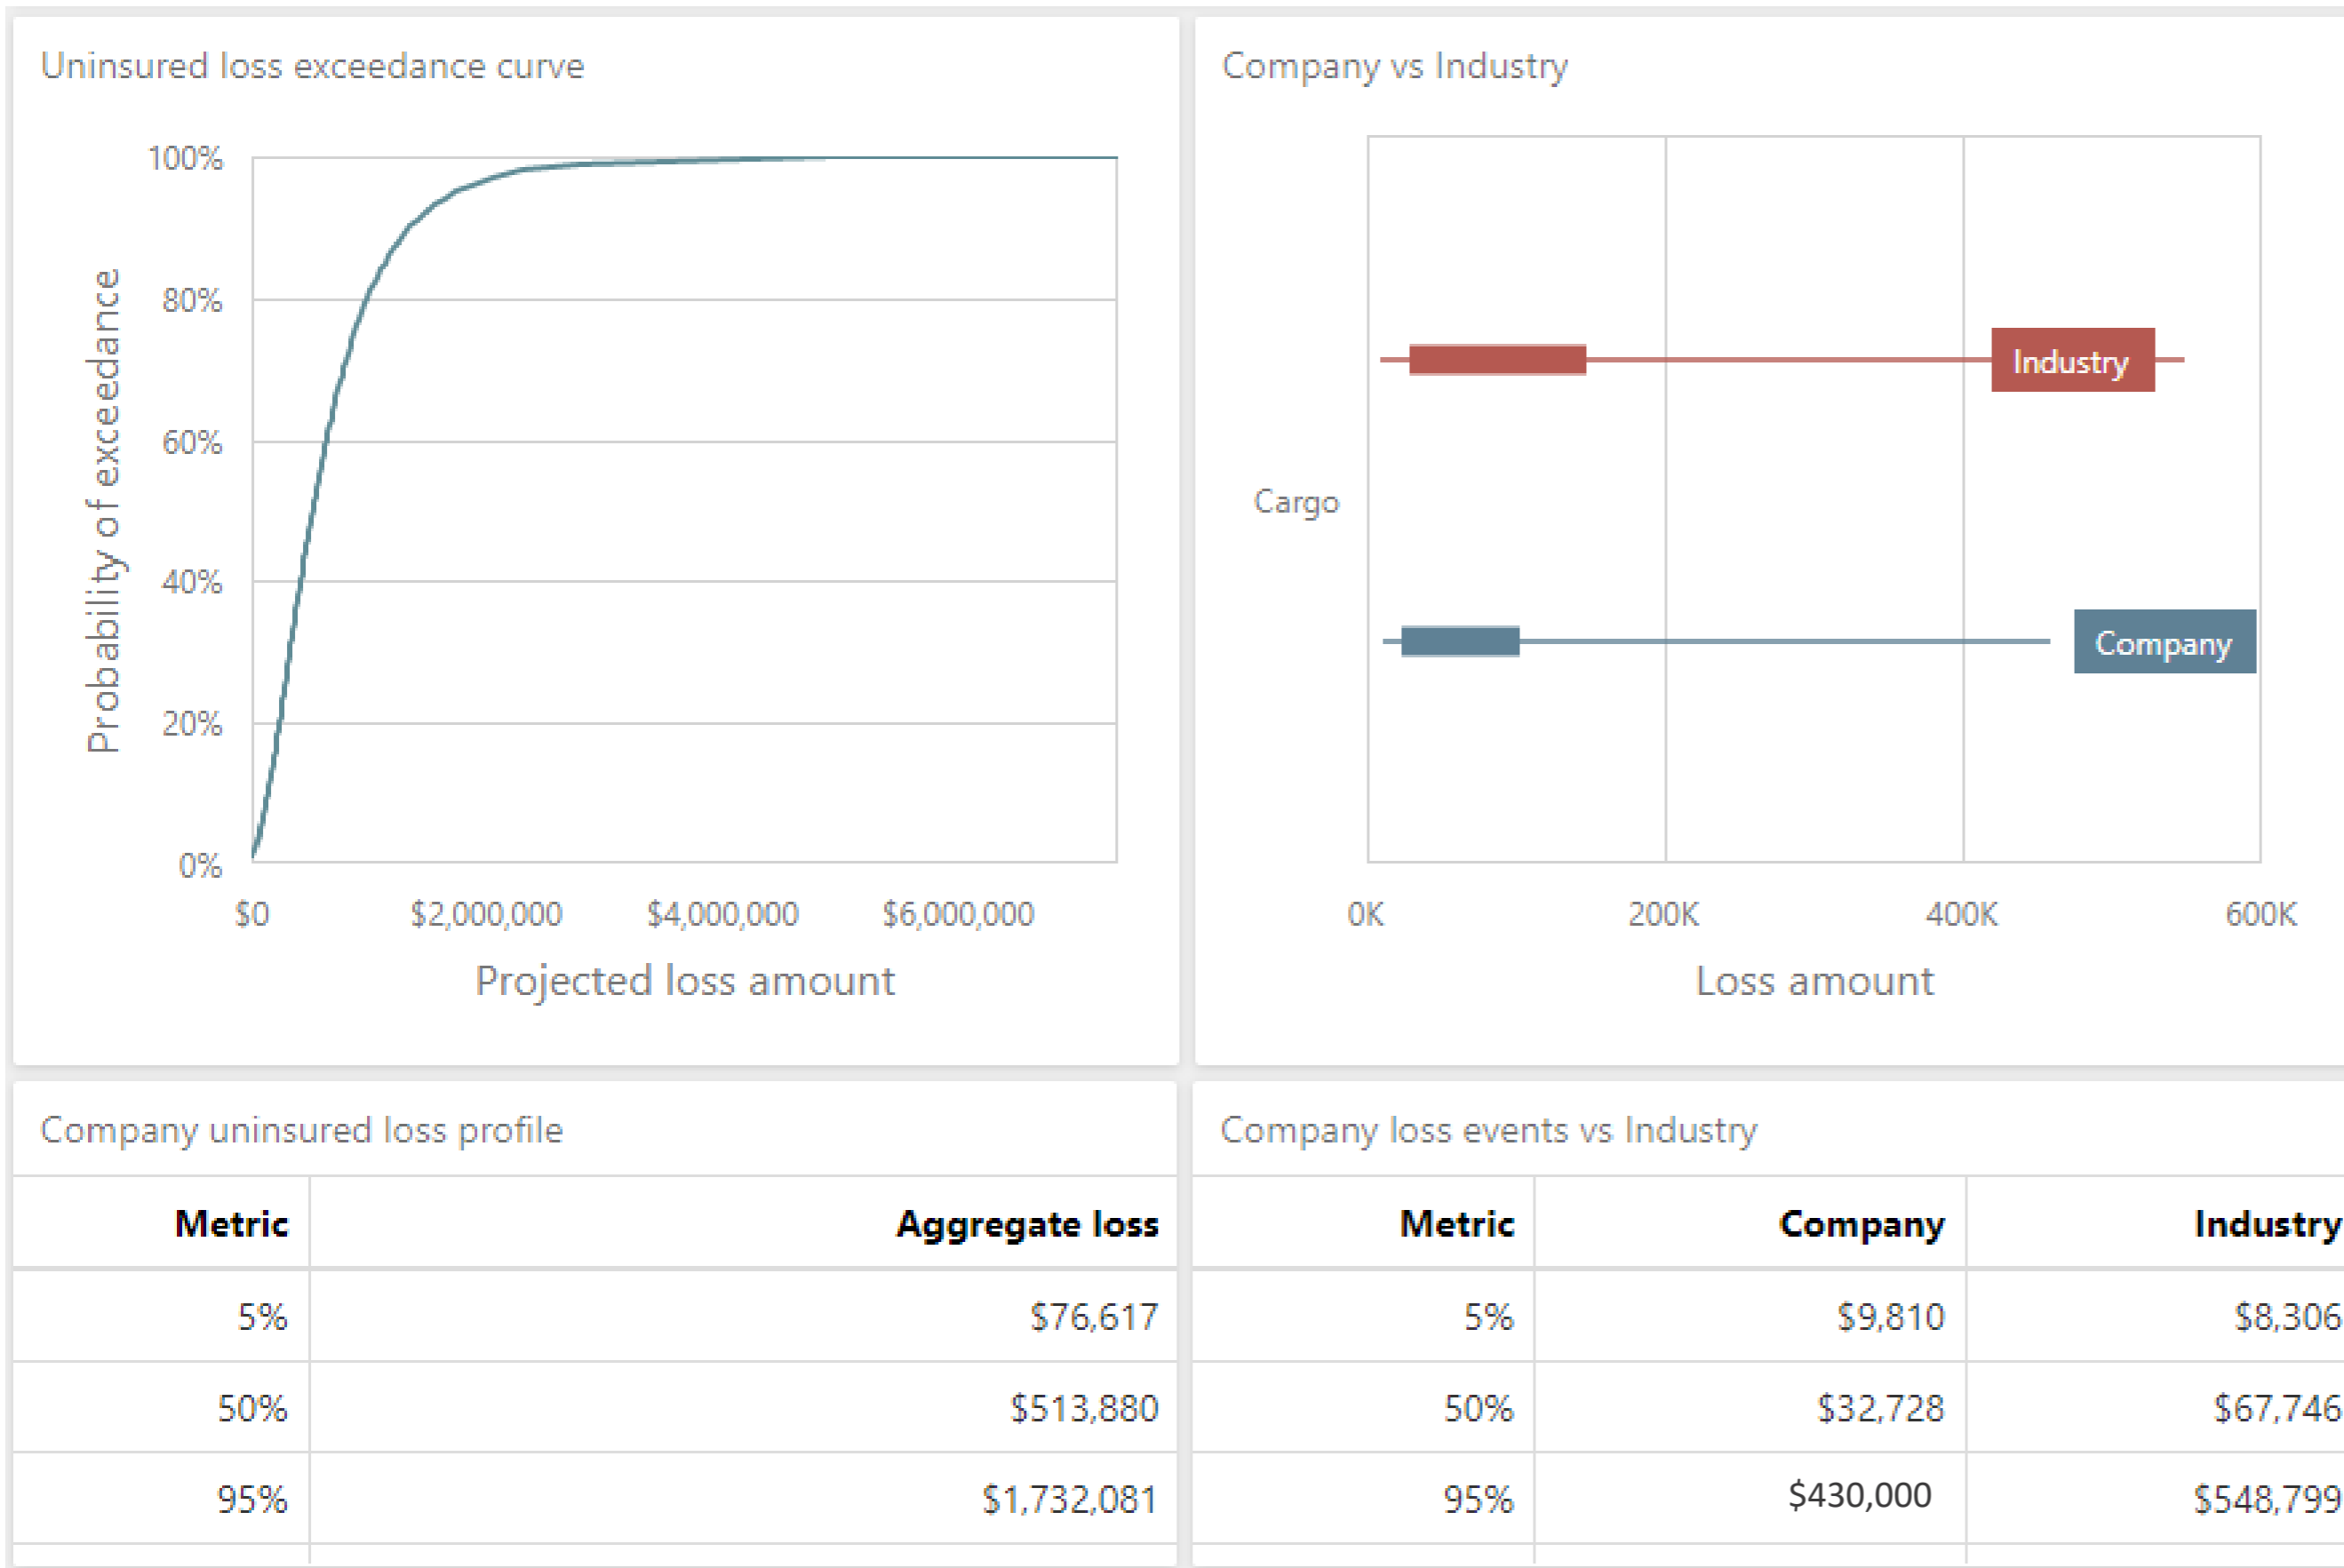 Uninsured loss exceedance curve
100%
80%
60%
40%
20%
0%
Probability of exceedance
$0 $2,000,000 $4,000,000 $6,000,000
Projected loss amount
Company vs Industry
Industry
Cargo
Company
0K 200K 400K 600K
Loss amount
Company uninsured loss profile
Metric Aggregate loss
5% $76,617
50% $513,880
95% $1,732,081
Company loss events vs Industry
Metric Company Industry
5% $9,810 $8,306
50% $32,728 $67,746
95% $430,000 $548,799